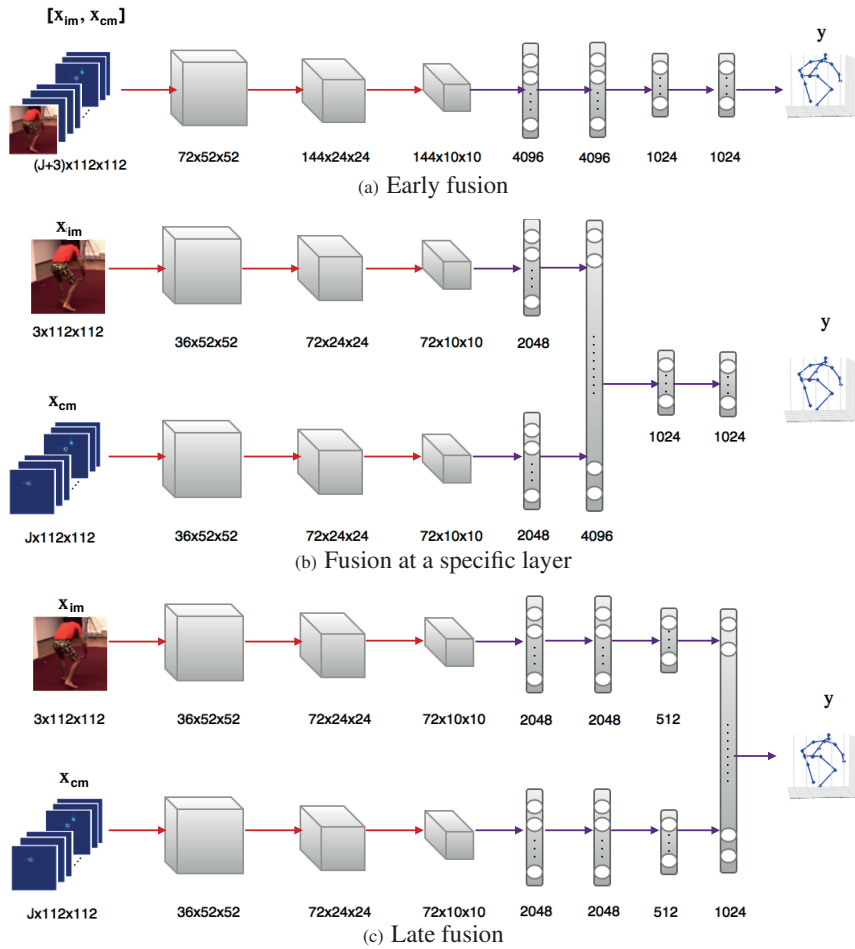 [x_im, x_cm]
y
(J+3)x112x112
72x52x52
144x24x24
144x10x10
4096
4096
1024
1024
(a) Early fusion
x_im
3x112x112
36x52x52
72x24x24
72x10x10
2048
y
x_cm
1024
1024
Jx112x112
36x52x52
72x24x24
72x10x10
2048
4096
(b) Fusion at a specific layer
x_im
3x112x112
36x52x52
72x24x24
72x10x10
2048
2048
512
y
x_cm
Jx112x112
36x52x52
72x24x24
72x10x10
2048
2048
512
1024
(c) Late fusion